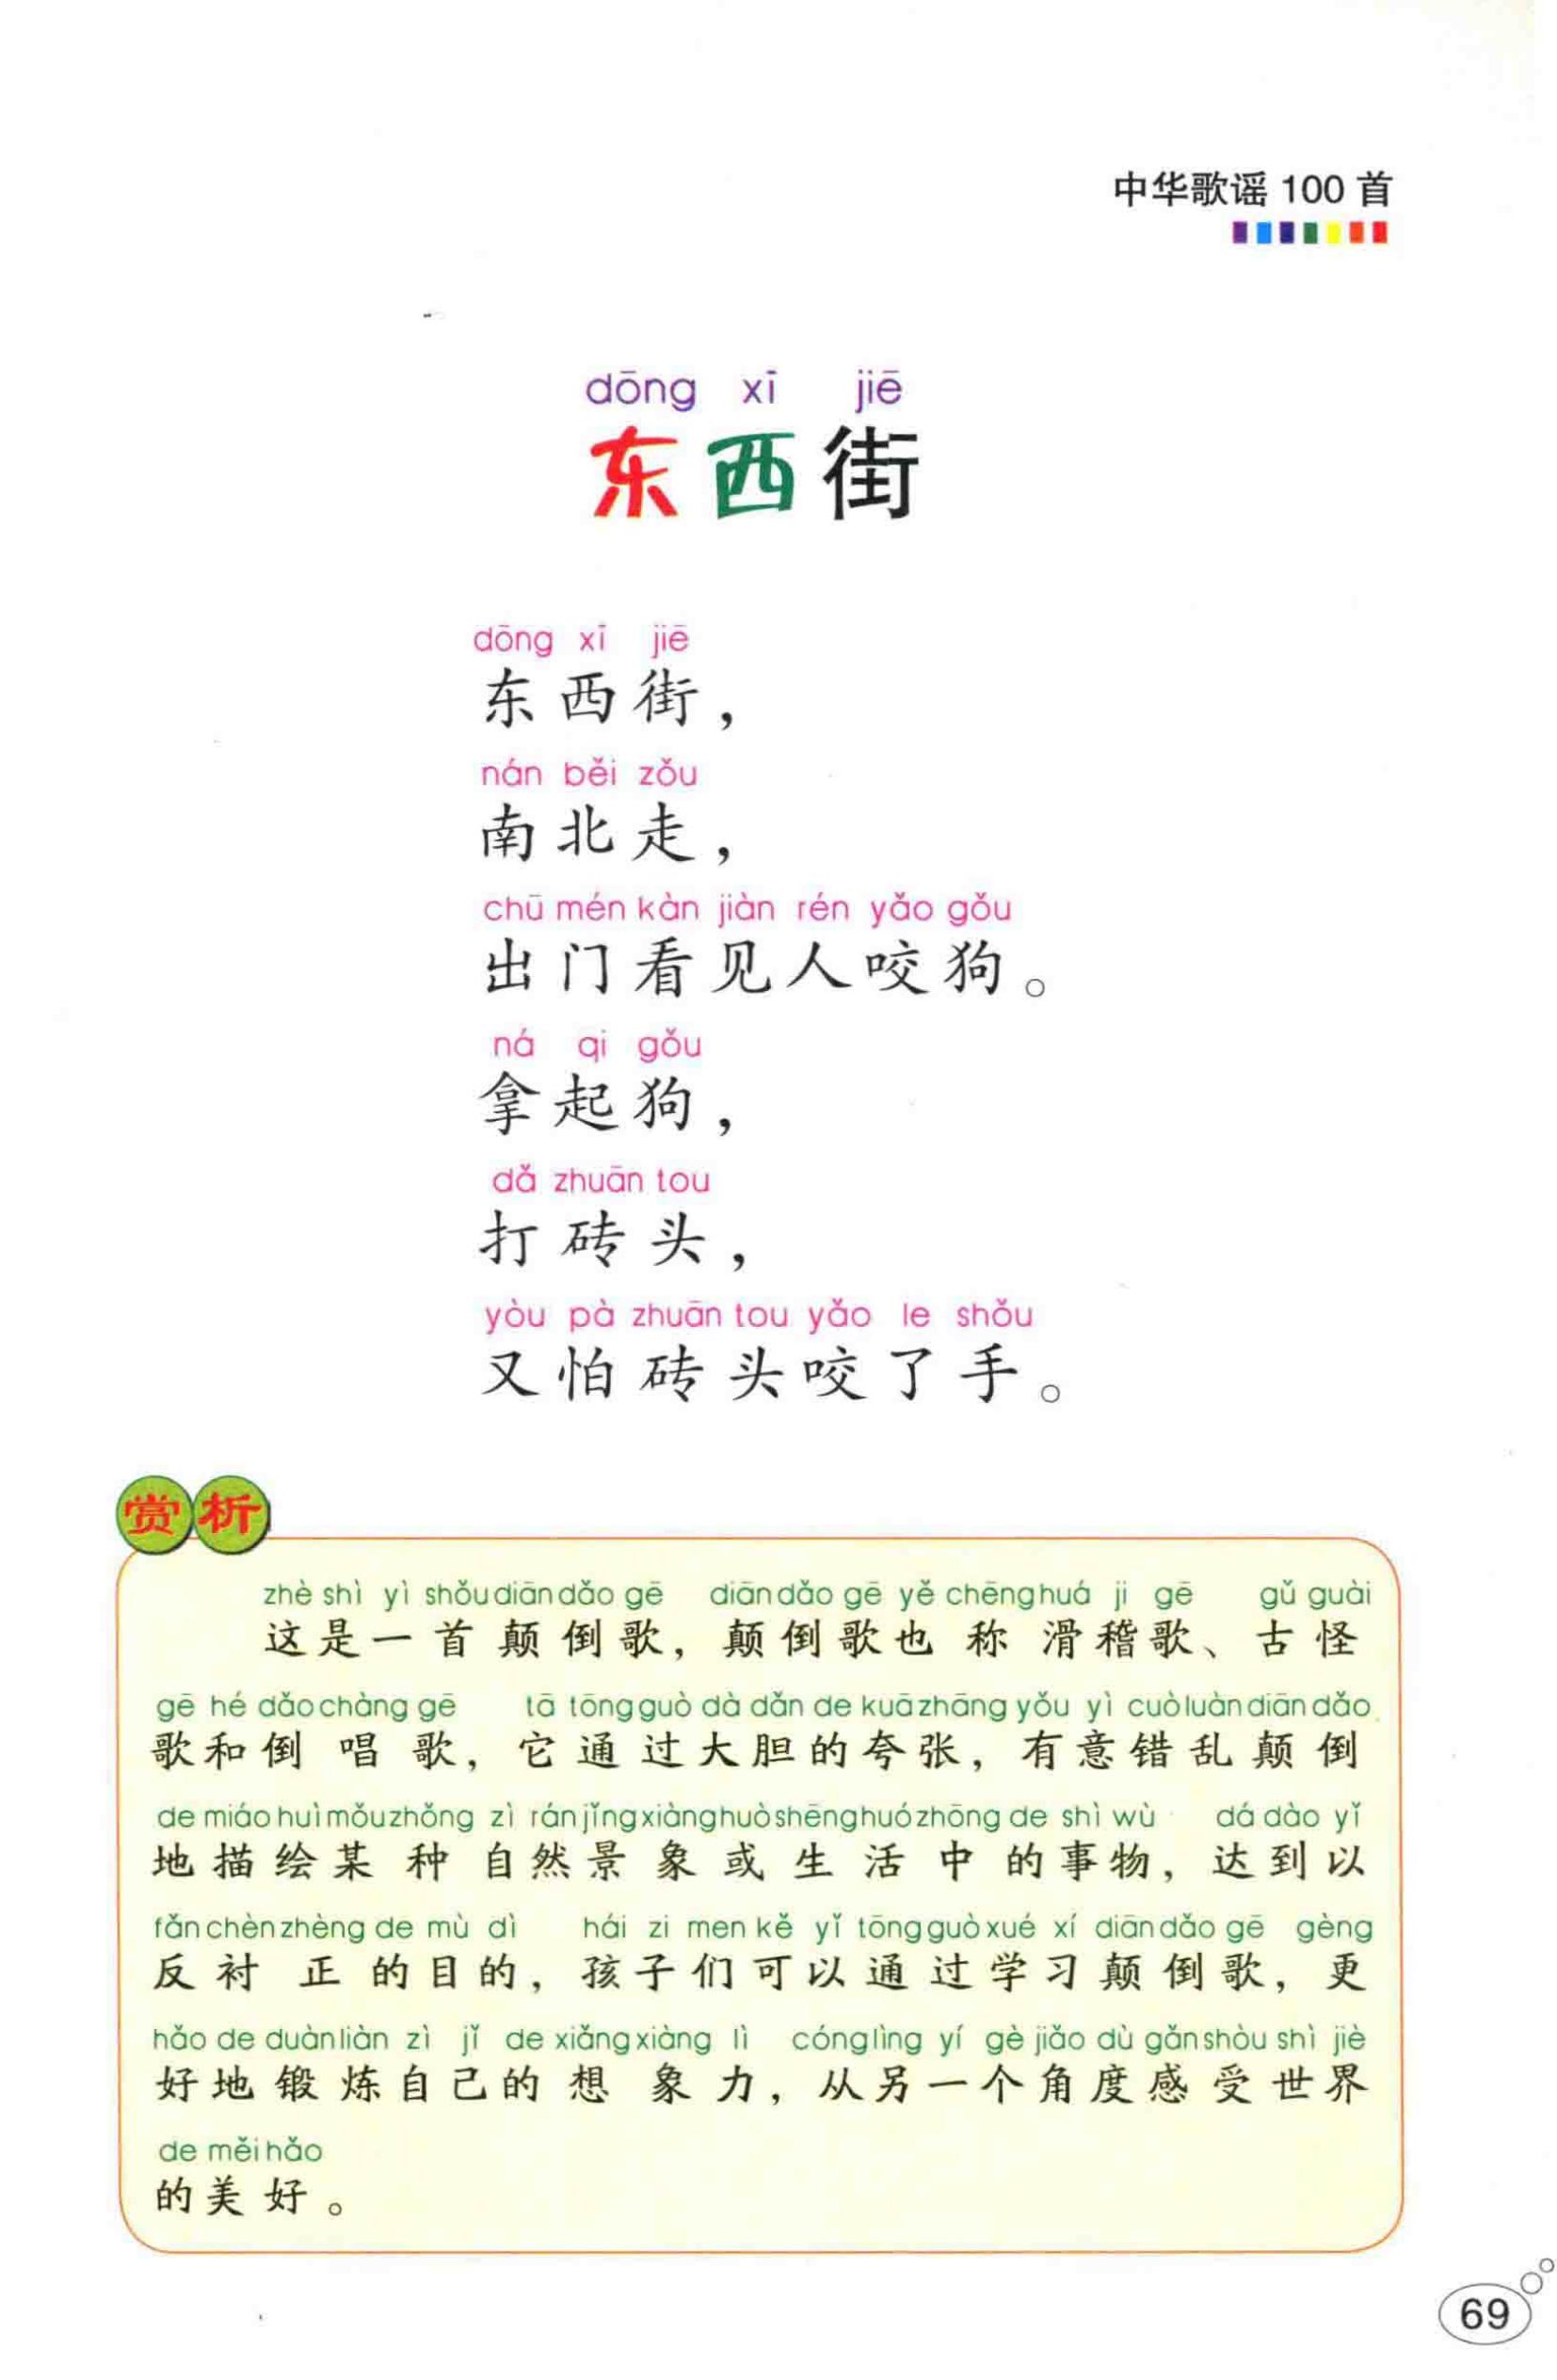 中华歌谣 100 首
dōng xī jiē
东西街
dōng xī jiē
东西街，
nán běi zǒu
南北走，
chū mén kàn jiàn rén yǎo gǒu
出门看见人咬狗。
ná qi gǒu
拿起狗，
dǎ zhuān tou
打砖头，
yòu pà zhuān tou yǎo le shǒu
又怕砖头咬了手。
赏析
zhè shì yì shǒu diān dǎo gē diān dǎo gē yě chēng huá ji gē gǔ guài
这是一首颠倒歌，颠倒歌也称滑稽歌、古怪
gē hé dǎo chàng gē tā tōng guò dà dǎn de kuā zhāng yǒu yì cuò luàn diān dǎo
歌和倒唱歌，它通过大胆的夸张，有意错乱颠倒
de miáo huì mǒu zhǒng zì rán jǐng xiàng huò shēng huó zhōng de shì wù dá dào yǐ
地描绘某种自然景象或生活中的事物，达到以
fǎn chèn zhèng de mù dì hái zi men kě yǐ tōng guò xué xí diān dǎo gē gèng
反衬正的目的，孩子们可以通过学习颠倒歌，更
hǎo de duàn liàn zì jǐ de xiǎng xiàng lì cóng lìng yí gè jiǎo dù gǎn shòu shì jiè
好地锻炼自己的想象力，从另一个角度感受世界
de měi hǎo
的美好。
69